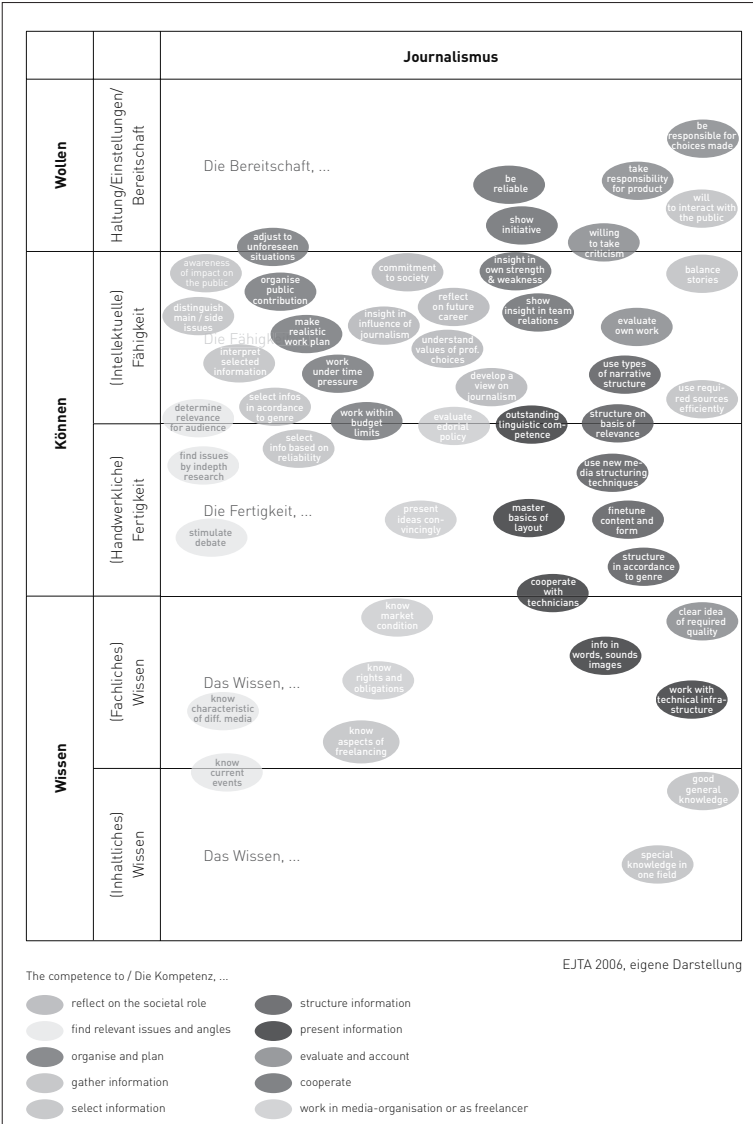 Journalismus
Wollen
Haltung/Einstellungen/
Bereitschaft
Die Bereitschaft, ...
be
responsible for
choices made
be
reliable
take
responsibility
for product
will
to interact with
the public
show
initiative
willing
to take
criticism
adjust to
unforeseen
situations
Können
(Intellektuelle)
Fähigkeit
awareness
of impact on
the public
organise
public
contribution
commitment
to society
insight in
own strength
& weakness
balance
stories
distinguish
main / side
issues
make
realistic
work plan
insight in
influence of
journalism
reflect
on future
career
show
insight in team
relations
evaluate
own work
Die Fähigk
interpret
selected
information
work
under time
pressure
understand
values of prof.
choices
develop a
view on
journalism
use types
of narrative
structure
use requi-
red sources
efficiently
determine
relevance
for audience
select infos
in acordance
to genre
work within
budget
limits
evaluate
edorial
policy
outstanding
linguistic com-
petence
structure on
basis of
relevance
(Handwerkliche)
Fertigkeit
find issues
by indepth
research
select
info based on
reliability
use new me-
dia structuring
techniques
Die Fertigkeit, ...
stimulate
debate
present
ideas con-
vincingly
master
basics of
layout
finetune
content and
form
structure
in accordance
to genre
cooperate
with
technicians
Wissen
(Fachliches)
Wissen
know
market
condition
clear idea
of required
quality
info in
words, sounds
images
Das Wissen, ...
know
rights and
obligations
know
characteristic
of diff. media
work with
technical infra-
structure
know
aspects of
freelancing
know
current
events
(Inhaltliches)
Wissen
good
general
knowledge
Das Wissen, ...
special
knowledge in
one field
EJTA 2006, eigene Darstellung
The competence to / Die Kompetenz, ...
reflect on the societal role
find relevant issues and angles
organise and plan
gather information
select information
structure information
present information
evaluate and account
cooperate
work in media-organisation or as freelancer